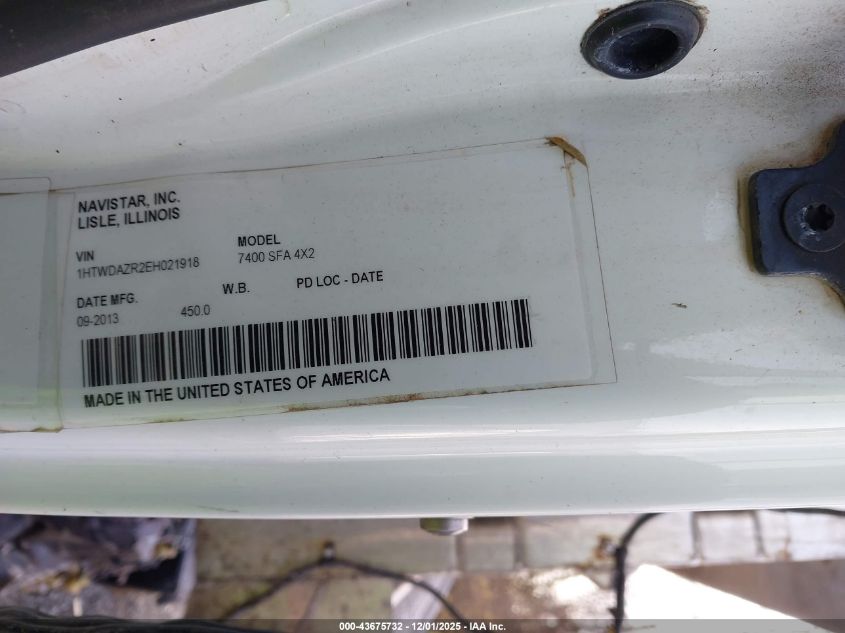 NAVISTAR, INC.
LISLE, ILLINOIS
VIN
1HTWDAZR2EH021918
MODEL
7400 SFA 4X2
DATE MFG.
09-2013
W.B.
450.0
PD LOC - DATE
MADE IN THE UNITED STATES OF AMERICA
000-43675732 - 12/01/2025 - IAA Inc.